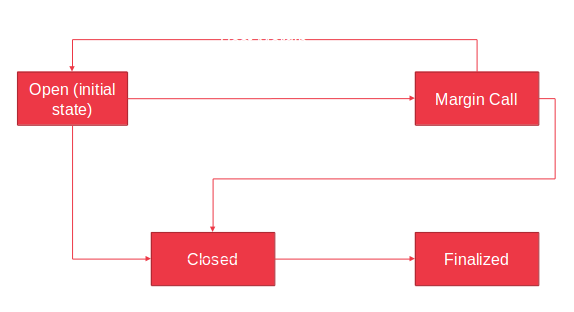 Open (initial
state)
Margin Call
Closed
Finalized